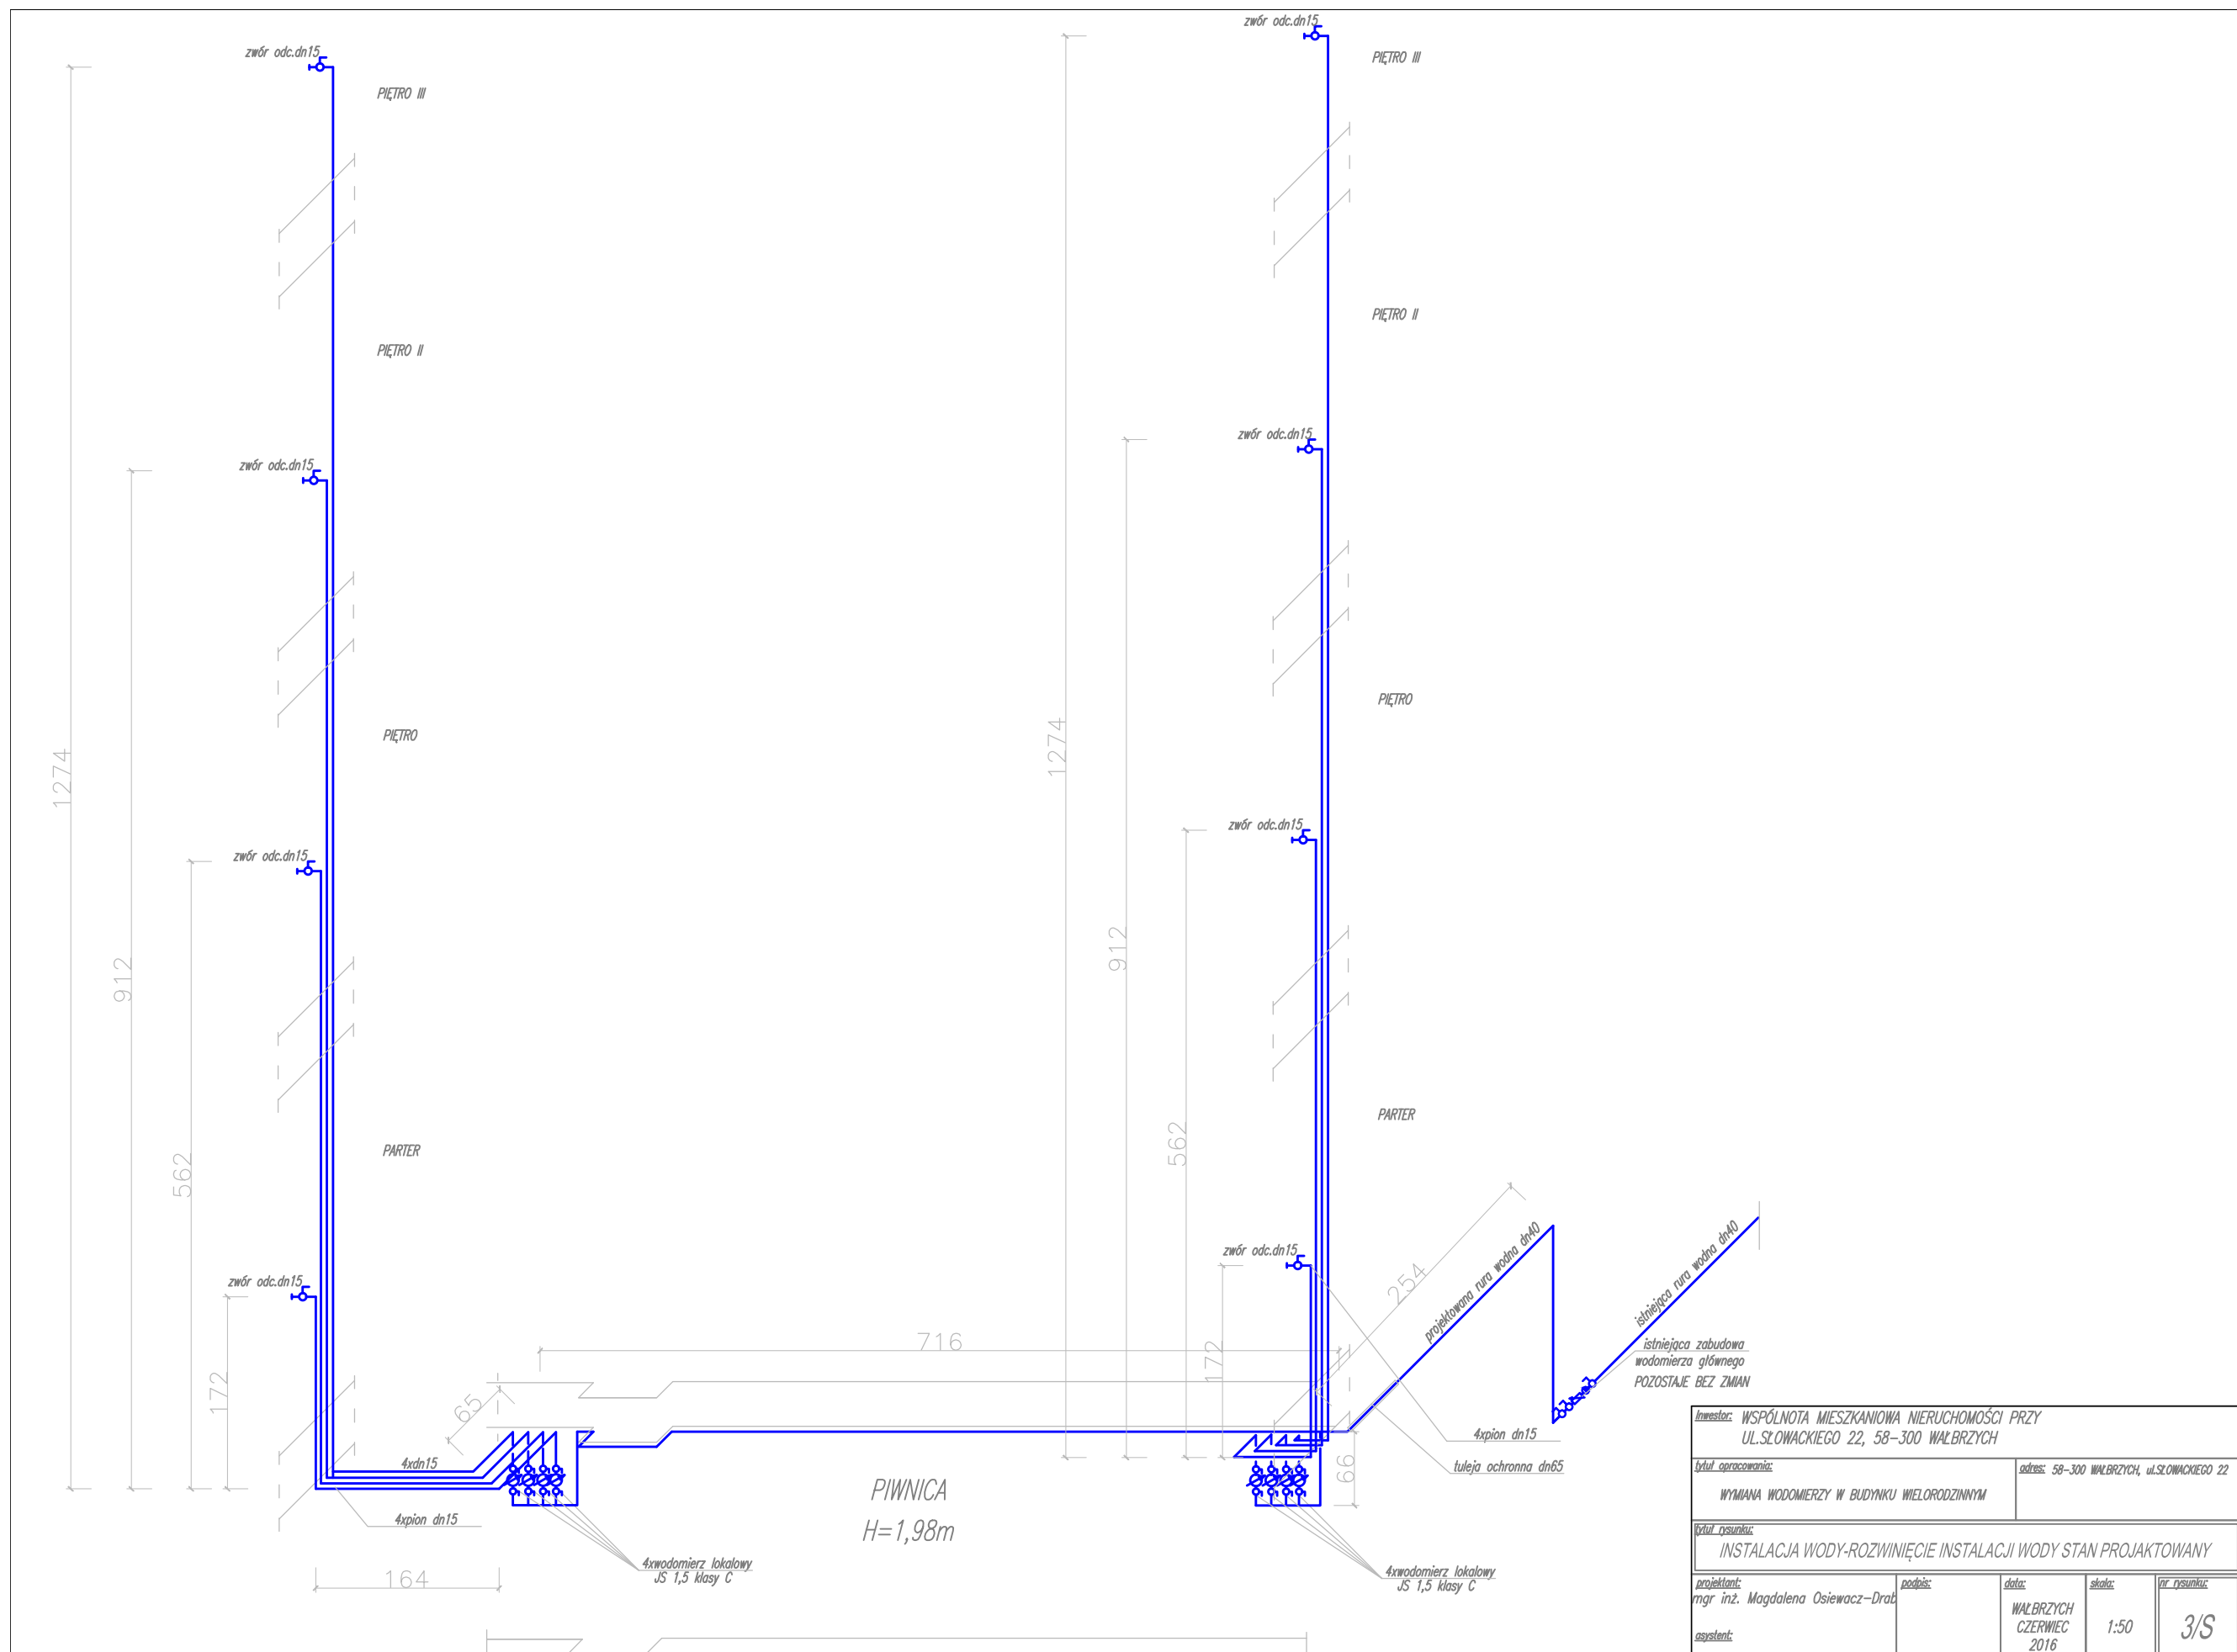 zwór odc.dn15
zwór odc.dn15
PIĘTRO III
PIĘTRO III
PIĘTRO II
PIĘTRO II
zwór odc.dn15
zwór odc.dn15
PIĘTRO
PIĘTRO
1274
1274
zwór odc.dn15
zwór odc.dn15
912
912
PARTER
PARTER
562
562
zwór odc.dn15
zwór odc.dn15
172
172
716
254
65
66
164
projektowana rura wodna dn40
istniejąca rura wodna dn40
istniejąca zabudowa
wodomierza głównego
POZOSTAJE BEZ ZMIAN
4xpion dn15
tuleja ochronna dn65
4xdn15
4xpion dn15
PIWNICA
H=1,98m
4xwodomierz lokalowy
JS 1,5 klasy C
4xwodomierz lokalowy
JS 1,5 klasy C
Inwestor: WSPÓLNOTA MIESZKANIOWA NIERUCHOMOŚCI PRZY
UL.SŁOWACKIEGO 22, 58-300 WAŁBRZYCH
tytuł opracowania:
WYMIANA WODOMIERZY W BUDYNKU WIELORODZINNYM
adres: 58-300 WAŁBRZYCH, ul.SŁOWACKIEGO 22
tytuł rysunku:
INSTALACJA WODY-ROZWINIĘCIE INSTALACJI WODY STAN PROJAKTOWANY
projektant:
mgr inż. Magdalena Osiewacz-Drab
asystent:
podpis:
data:
WAŁBRZYCH
CZERWIEC
2016
skala:
1:50
nr rysunku:
3/S